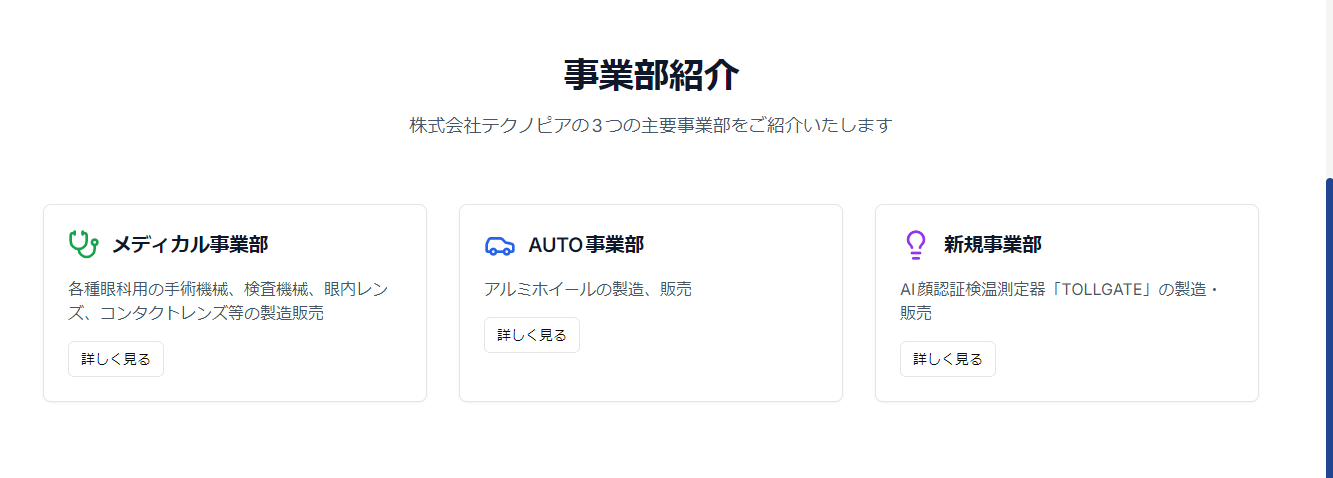 事業部紹介
株式会社テクノピアの3つの主要事業部をご紹介いたします
メディカル事業部
各種眼科用の手術機械、検査機械、眼内レン
ズ、コンタクトレンズ等の製造販売
詳しく見る
AUTO事業部
アルミホイールの製造、販売
詳しく見る
新規事業部
AI顔認証検温測定器「TOLLGATE」の製造・
販売
詳しく見る